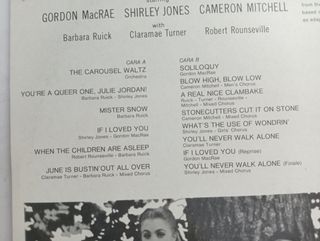 starring
GORDON MacRAE SHIRLEY JONES CAMERON MITCHELL
with
Barbara Ruick Claramae Turner Robert Rounseville
CARA A
THE CAROUSEL WALTZ
Orchestra
YOU'RE A QUEER ONE, JULIE JORDAN!
Barbara Ruick - Shirley Jones
MISTER SNOW
Barbara Ruick
IF I LOVED YOU
Shirley Jones - Gordon MacRae
WHEN THE CHILDREN ARE ASLEEP
Robert Rounseville - Barbara Ruick
JUNE IS BUSTIN' OUT ALL OVER
Claramae Turner - Barbara Ruick - Mixed Chorus
CARA B
SOLILOQUY
Gordon MacRae
BLOW HIGH, BLOW LOW
Cameron Mitchell - Men's Chorus
A REAL NICE CLAMBAKE
Ruick - Turner - Rounseville -
Mitchell - Mixed Chorus
STONECUTTERS CUT IT ON STONE
Cameron Mitchell - Mixed Chorus
WHAT'S THE USE OF WONDRIN'
Shirley Jones - Girls' Chorus
YOU'LL NEVER WALK ALONE
Claramae Turner
IF I LOVED YOU (Reprise)
Gordon MacRae
YOU'LL NEVER WALK ALONE (Finale)
Shirley Jones - Mixed Chorus